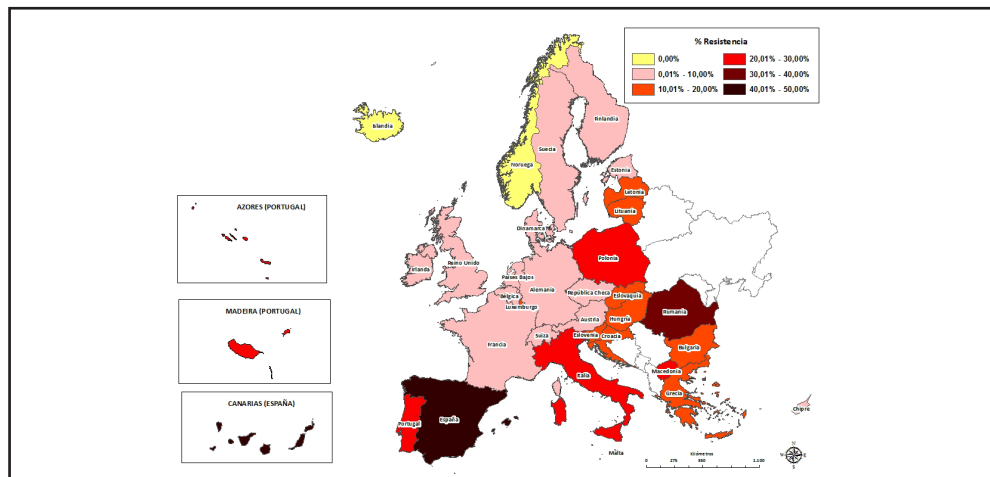 % Resistencia
0,00%
0,01% - 10,00%
10,01% - 20,00%
20,01% - 30,00%
30,01% - 40,00%
40,01% - 50,00%
Islandia
Finlandia
Suecia
Noruega
Estonia
Letonia
Lituania
Dinamarca
AZORES (PORTUGAL)
Irlanda
Reino Unido
Polonia
Países Bajos
Alemania
Bélgica
República Checa
Luxemburgo
Eslovaquia
MADEIRA (PORTUGAL)
Rumania
Austria
Hungría
Suiza
Eslovenia
Croacia
Francia
Bulgaria
Macedonia
Italia
Grecia
CANARIAS (ESPAÑA)
Chipre
Portugal
España
Malta
Kilómetros
0 275 550 1.100
N
S